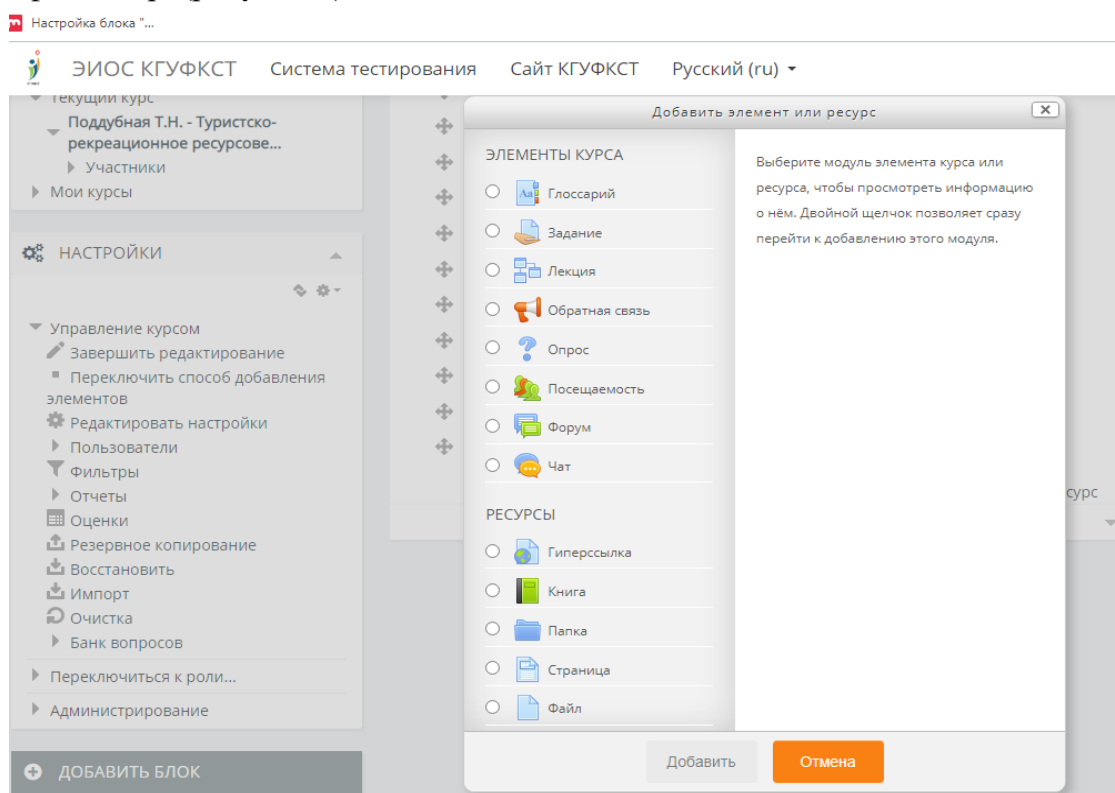 Настройка блока "...
ЭИОС КГУФКСТ Система тестирования Сайт КГУФКСТ Русский (ru)
Текущий курс
Поддубная Т.Н. - Туристско-
рекреационное ресурсове...
Участники
Мои курсы
НАСТРОЙКИ
Управление курсом
Завершить редактирование
Переключить способ добавления
элементов
Редактировать настройки
Пользователи
Фильтры
Отчеты
Оценки
Резервное копирование
Восстановить
Импорт
Очистка
Банк вопросов
Переключиться к роли...
Администрирование
ДОБАВИТЬ БЛОК
Добавить элемент или ресурс
ЭЛЕМЕНТЫ КУРСА
Глоссарий
Задание
Лекция
Обратная связь
Опрос
Посещаемость
Форум
Чат
РЕСУРСЫ
Гиперссылка
Книга
Папка
Страница
Файл
Выберите модуль элемента курса или
ресурса, чтобы просмотреть информацию
о нём. Двойной щелчок позволяет сразу
перейти к добавлению этого модуля.
сурс
Добавить Отмена